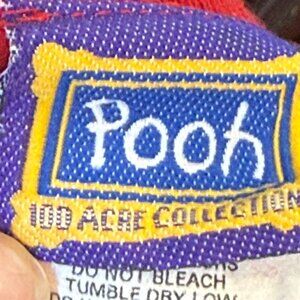 Pooh
100 ACRE COLLECTION
DO NOT BLEACH
TUMBLE DRY LOW